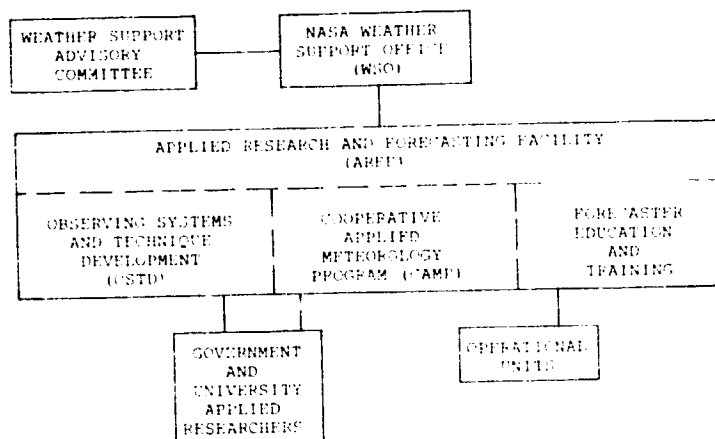 WEATHER SUPPORT
ADVISORY
COMMITTEE
NASA WEATHER
SUPPORT OFFICE
(WSO)
APPLIED RESEARCH AND FORECASTING FACILITY
(ARFF)
OBSERVING SYSTEMS
AND TECHNIQUE
DEVELOPMENT
(OSTD)
COOPERATIVE
APPLIED
METEOROLOGY
PROGRAM (CAMP)
FORECASTER
EDUCATION
AND
TRAINING
GOVERNMENT
AND
UNIVERSITY
APPLIED
RESEARCHERS
OPERATIONAL
UNITS